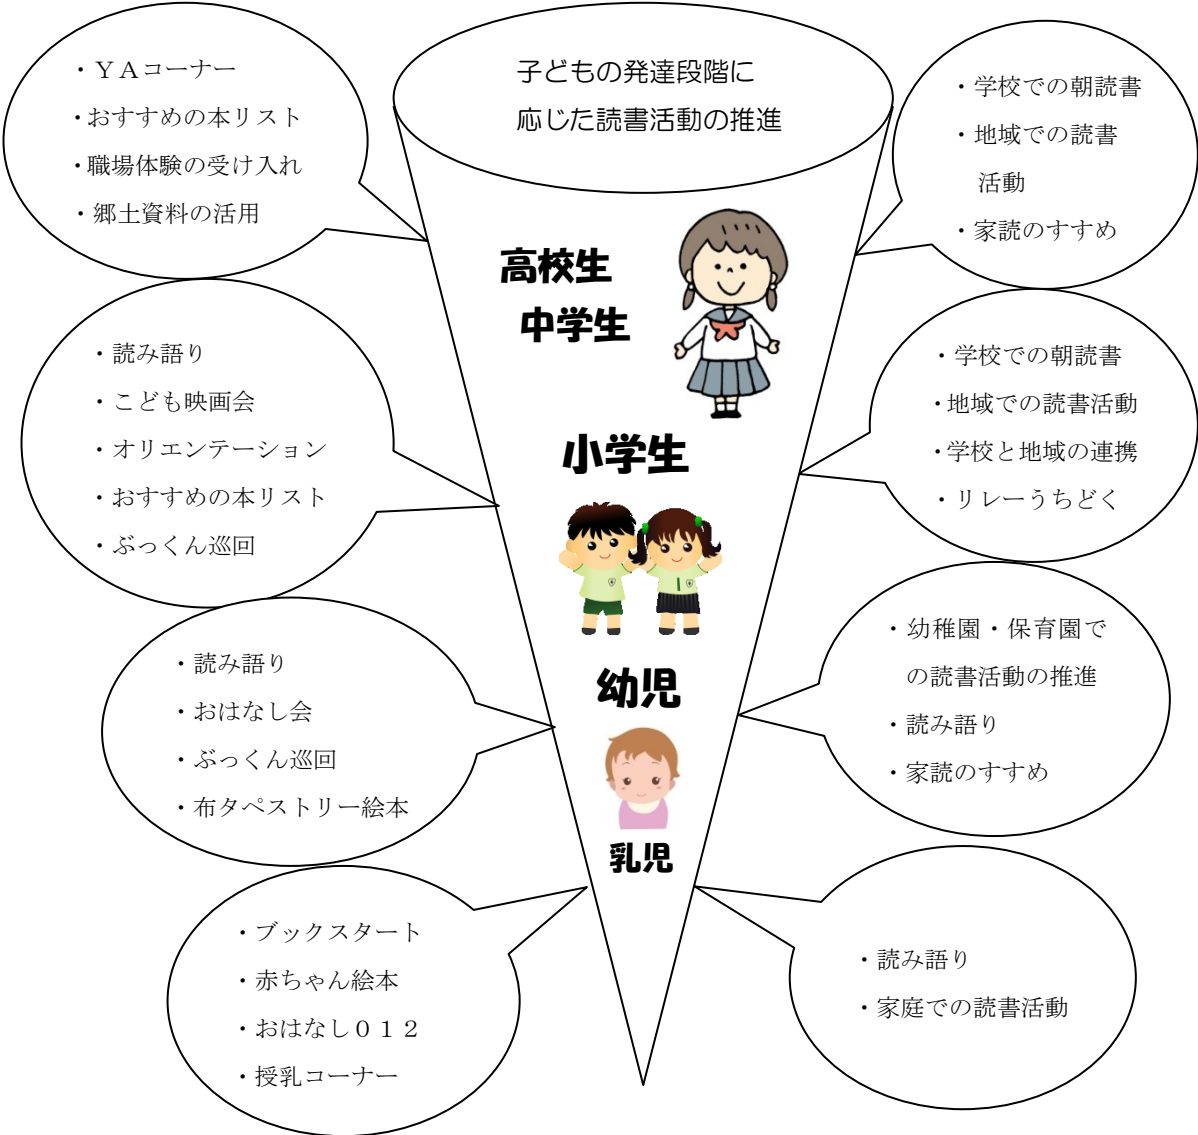 子どもの発達段階に
応じた読書活動の推進
・ＹＡコーナー
・おすすめの本リスト
・職場体験の受け入れ
・郷土資料の活用
高校生
中学生
・学校での朝読書
・地域での読書
活動
・家読のすすめ
・読み語り
・こども映画会
・オリエンテーション
・おすすめの本リスト
・ぶっくん巡回
小学生
・学校での朝読書
・地域での読書活動
・学校と地域の連携
・リレーうちどく
・読み語り
・おはなし会
・ぶっくん巡回
・布タペストリー絵本
幼児
・幼稚園・保育園で
の読書活動の推進
・読み語り
・家読のすすめ
乳児
・ブックスタート
・赤ちゃん絵本
・おはなし０１２
・授乳コーナー
・読み語り
・家庭での読書活動